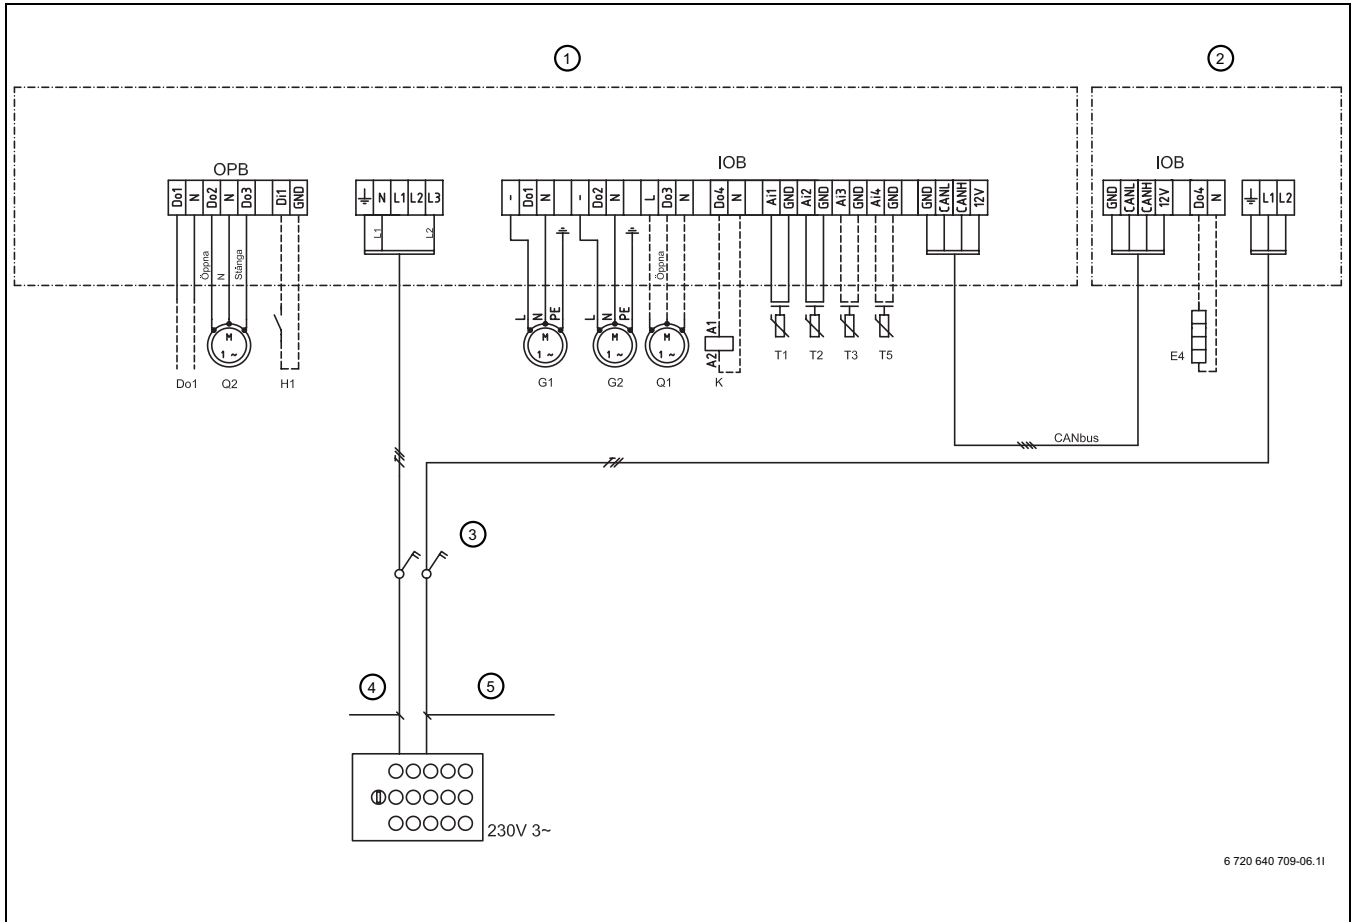 1
2
OPB
IOB
IOB
Do1 N Do2 N Do3 Di1 GND
⏚ N L1 L2 L3
- Do1 N - Do2 N L Do3 N Do4 N Ai1 GND Ai2 GND Ai3 GND Ai4 GND GND CANL CANH 12V
GND CANL CANH 12V Do4 N
⏚ L1 L2
Öppna
N
Stänga
L1
L2
Öppna
L N PE
L N PE
A1
A2
M
1 ~
M
1 ~
M
1 ~
M
1 ~
Do1
Q2
H1
G1
G2
Q1
K
T1
T2
T3
T5
E4
CANbus
3
4
5
230V 3~
6 720 640 709-06.1I